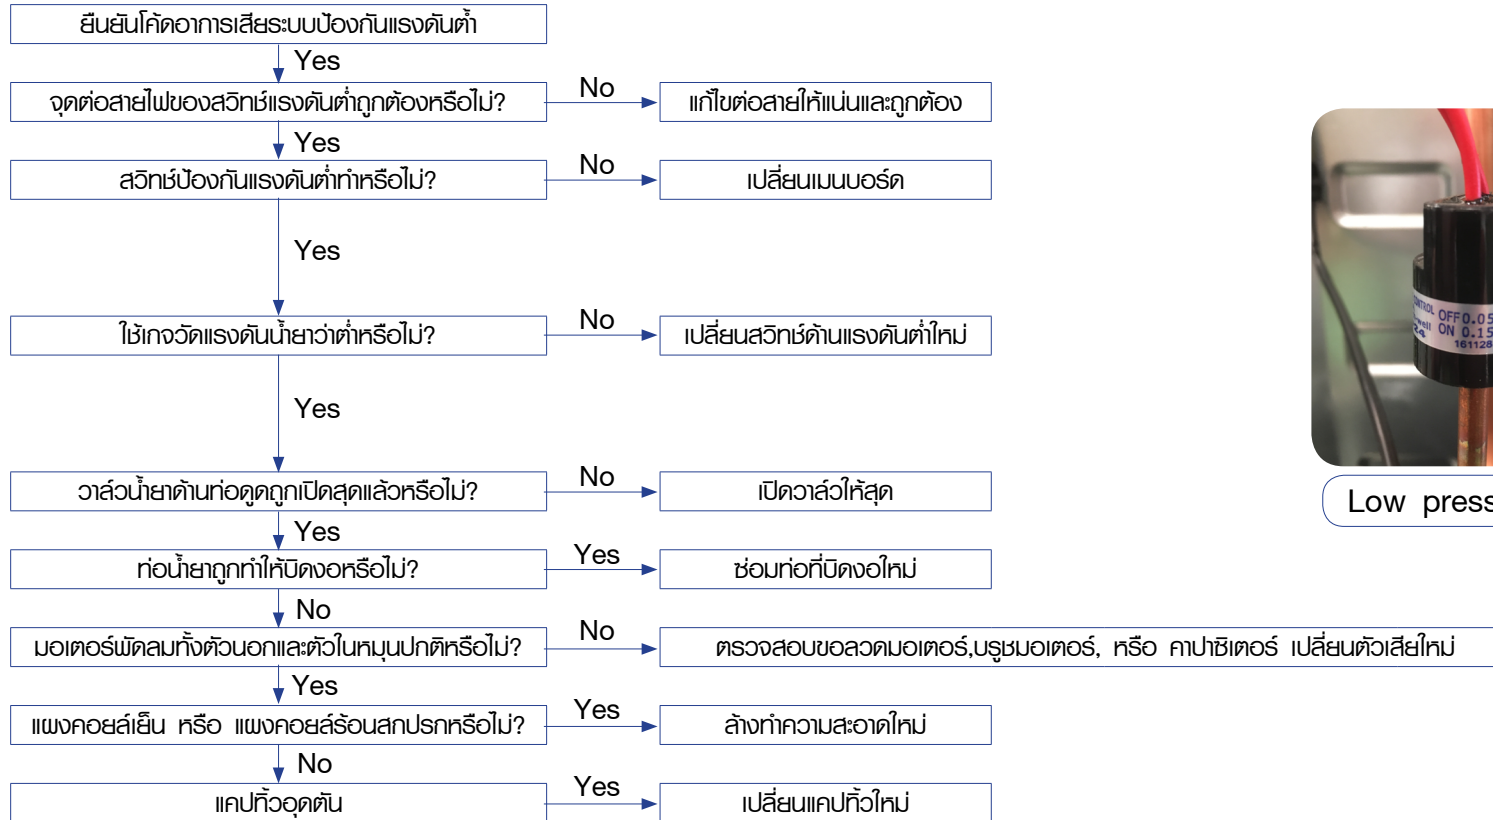 ยืนยันโค้ดอาการเสียระบบป้องกันแรงดันต่ำ
Yes
จุดต่อสายไฟของสวิทช์แรงดันต่ำถูกต้องหรือไม่?
No
แก้ไขต่อสายให้แน่นและถูกต้อง
Yes
สวิทช์ป้องกันแรงดันต่ำทำหรือไม่?
No
เปลี่ยนเมนบอร์ด
Yes
ใช้เกจวัดแรงดันน้ำยาว่าต่ำหรือไม่?
No
เปลี่ยนสวิทช์ด้านแรงดันต่ำใหม่
Yes
วาล์วน้ำยาด้านท่อดูดถูกเปิดสุดแล้วหรือไม่?
No
เปิดวาล์วให้สุด
Yes
ท่อน้ำยาถูกทำให้บิดงอหรือไม่?
Yes
ซ่อมท่อที่บิดงอใหม่
No
มอเตอร์พัดลมทั้งตัวนอกและตัวในหมุนปกติหรือไม่?
No
ตรวจสอบขอลวดมอเตอร์,บรูชมอเตอร์, หรือ คาปาซิเตอร์ เปลี่ยนตัวเสียใหม่
Yes
แผงคอยล์เย็น หรือ แผงคอยล์ร้อนสกปรกหรือไม่?
Yes
ล้างทำความสะอาดใหม่
No
แคปทิ้วอุดตัน
Yes
เปลี่ยนแคปทิ้วใหม่
OFF 0.05
ON 0.15
161128
Low press